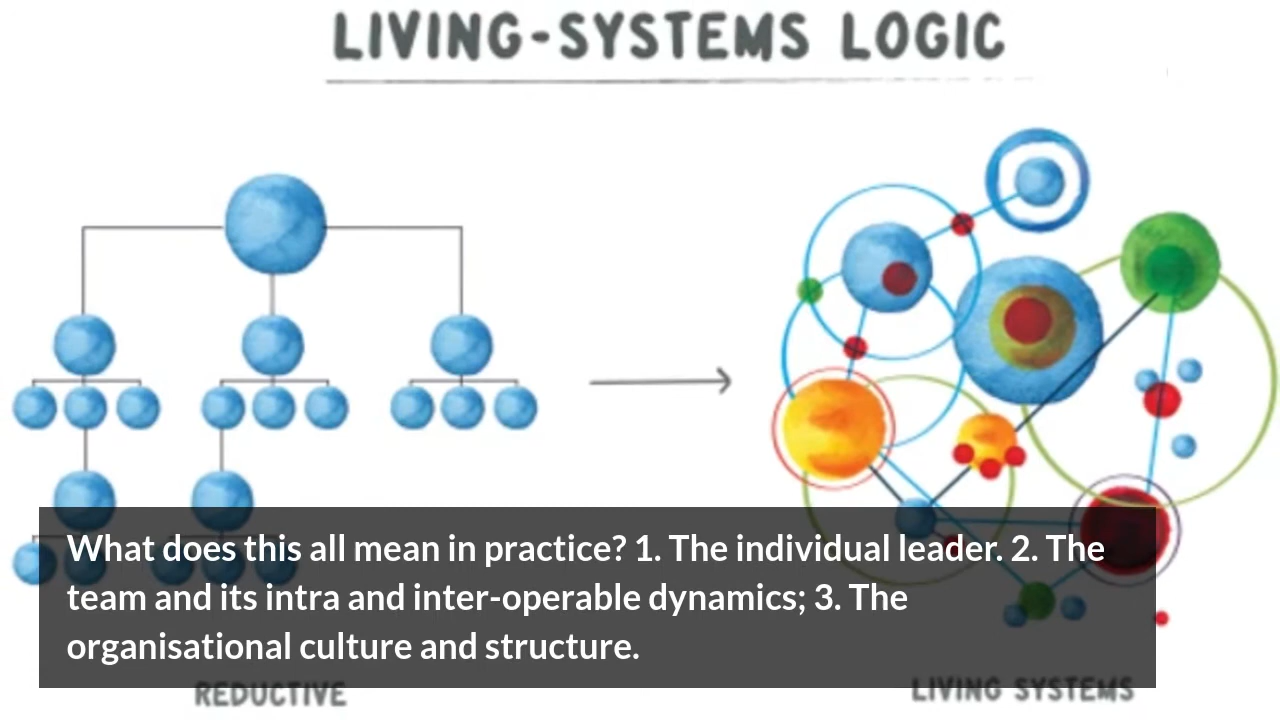 LIVING-SYSTEMS LOGIC
What does this all mean in practice? 1. The individual leader. 2. The
team and its intra and inter-operable dynamics; 3. The
organisational culture and structure.
REDUCTIVE
LIVING SYSTEMS